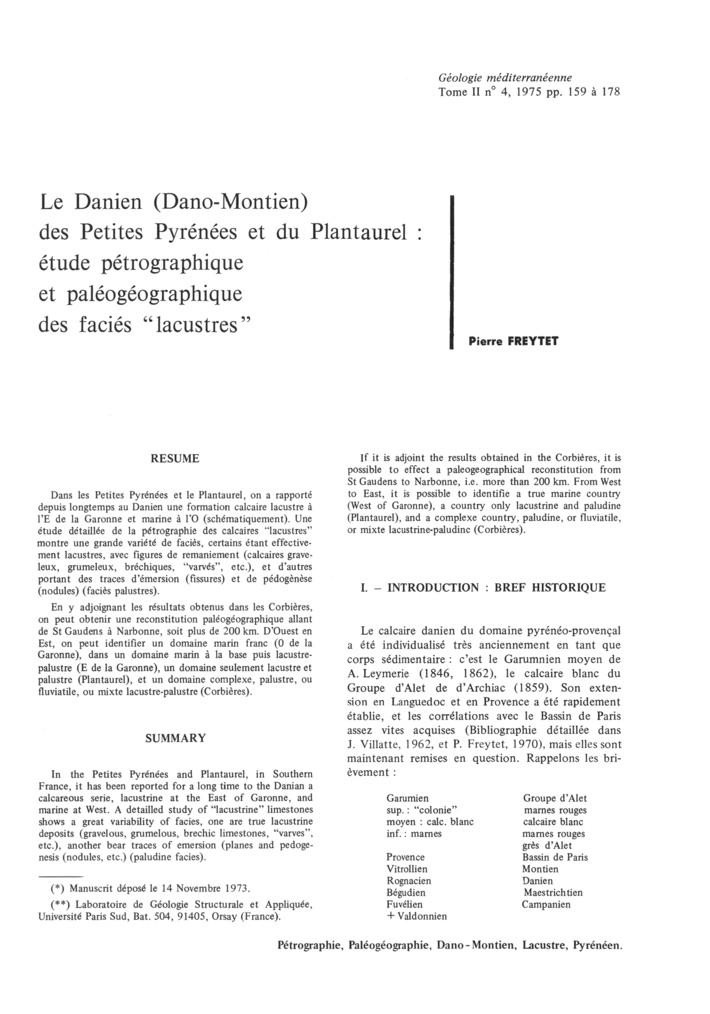 Géologie méditerranéenne
Tome II n° 4, 1975 pp. 159 à 178
Le Danien (Dano-Montien)
des Petites Pyrénées et du Plantaurel :
étude pétrographique
et paléogéographique
des faciés “lacustres”
Pierre FREYTET
RESUME
Dans les Petites Pyrénées et le Plantaurel, on a rapporté
depuis longtemps au Danien une formation calcaire lacustre à
l'E de la Garonne et marine à l'O (schématiquement). Une
étude détaillée de la pétrographie des calcaires “lacustres”
montre une grande variété de faciès, certains étant effective-
ment lacustres, avec figures de remaniement (calcaires grave-
leux, grumeleux, bréchiques, “varvés”, etc.), et d'autres
portant des traces d'émersion (fissures) et de pédogènèse
(nodules) (faciès palustres).
En y adjoignant les résultats obtenus dans les Corbières,
on peut obtenir une reconstitution paléogéographique allant
de St Gaudens à Narbonne, soit plus de 200 km. D'Ouest en
Est, on peut identifier un domaine marin franc (0 de la
Garonne), dans un domaine marin à la base puis lacustre-
palustre (E de la Garonne), un domaine seulement lacustre et
palustre (Plantaurel), et un domaine complexe, palustre, ou
fluviatile, ou mixte lacustre-palustre (Corbières).
SUMMARY
In the Petites Pyrénées and Plantaurel, in Southern
France, it has been reported for a long time to the Danian a
calcareous serie, lacustrine at the East of Garonne, and
marine at West. A detailled study of “lacustrine” limestones
shows a great variability of facies, one are true lacustrine
deposits (gravelous, grumelous, brechic limestones, “varves”,
etc.), another bear traces of emersion (planes and pedoge-
nesis (nodules, etc.) (paludine facies).
(*) Manuscrit déposé le 14 Novembre 1973.
(**) Laboratoire de Géologie Structurale et Appliquée,
Université Paris Sud, Bat. 504, 91405, Orsay (France).
If it is adjoint the results obtained in the Corbières, it is
possible to effect a paleogeographical reconstitution from
St Gaudens to Narbonne, i.e. more than 200 km. From West
to East, it is possible to identifie a true marine country
(West of Garonne), a country only lacustrine and paludine
(Plantaurel), and a complexe country, paludine, or fluviatile,
or mixte lacustrine-paludine (Corbières).
I. – INTRODUCTION : BREF HISTORIQUE
Le calcaire danien du domaine pyrénéo-provençal
a été individualisé très anciennement en tant que
corps sédimentaire : c'est le Garumnien moyen de
A. Leymerie (1846, 1862), le calcaire blanc du
Groupe d'Alet de d'Archiac (1859). Son exten-
sion en Languedoc et en Provence a été rapidement
établie, et les corrélations avec le Bassin de Paris
assez vites acquises (Bibliographie détaillée dans
J. Villatte, 1962, et P. Freytet, 1970), mais elles sont
maintenant remises en question. Rappelons les bri-
èvement :
Garumien Groupe d'Alet
sup. : “colonie” marnes rouges
moyen : calc. blanc calcaire blanc
inf. : marnes marnes rouges
grès d'Alet
Provence Bassin de Paris
Vitrollien Montien
Rognacien Danien
Bégudien Maestrichtien
Fuvélien Campanien
+ Valdonnien
Pétrographie, Paléogéographie, Dano-Montien, Lacustre, Pyrénéen.